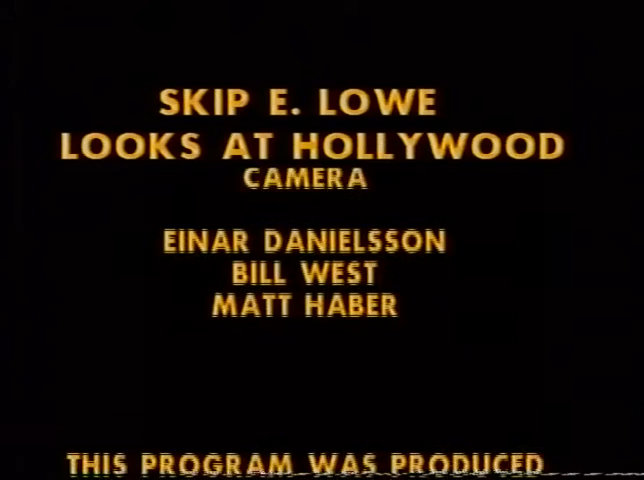 SKIP E. LOWE
LOOKS AT HOLLYWOOD
CAMERA
EINAR DANIELSSON
BILL WEST
MATT HABER
THIS PROGRAM WAS PRODUCED